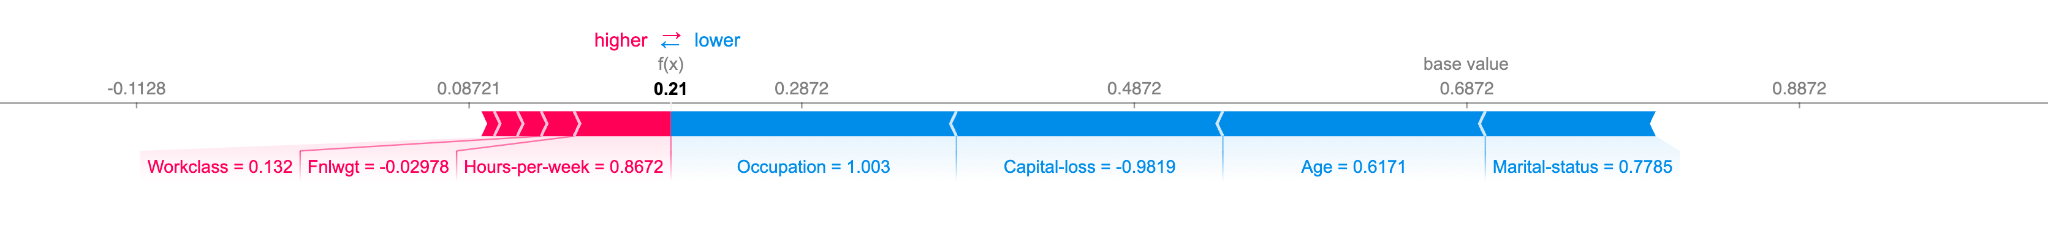 higher ⇄ lower
f(x) base value
-0.1128 0.08721 0.21 0.2872 0.4872 0.6872 0.8872
Workclass = 0.132 Fnlwgt = -0.02978 Hours-per-week = 0.8672 Occupation = 1.003 Capital-loss = -0.9819 Age = 0.6171 Marital-status = 0.7785